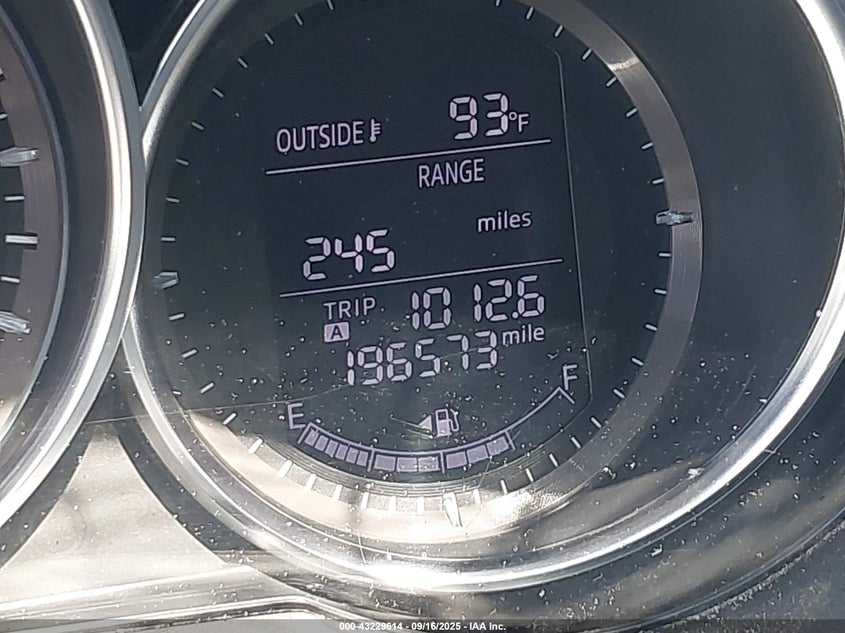 OUTSIDE 93°F
RANGE
245 miles
TRIP A 1012.6
196573 mile
E F
000-43229614 - 09/16/2025 - IAA Inc.